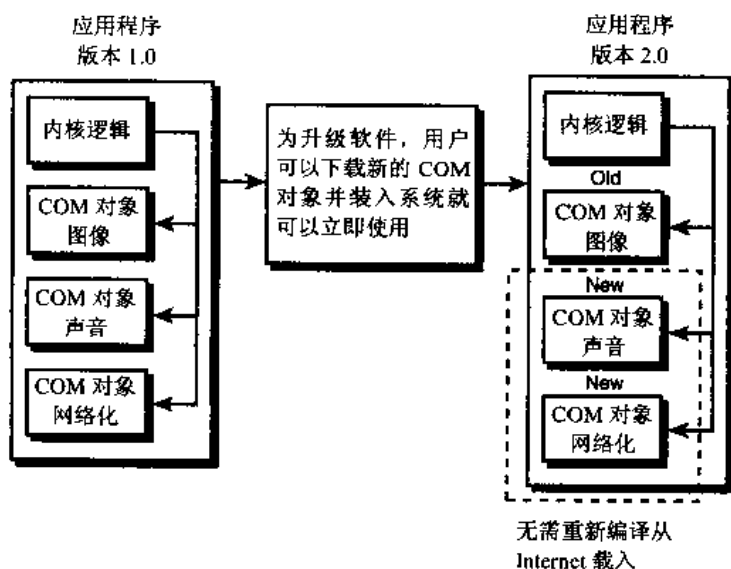 应用程序
版本 1.0
内核逻辑
COM 对象
图像
COM 对象
声音
COM 对象
网络化
为升级软件，用户
可以下载新的 COM
对象并装入系统就
可以立即使用
应用程序
版本 2.0
内核逻辑
Old
COM 对象
图像
New
COM 对象
声音
New
COM 对象
网络化
无需重新编译从
Internet 载入